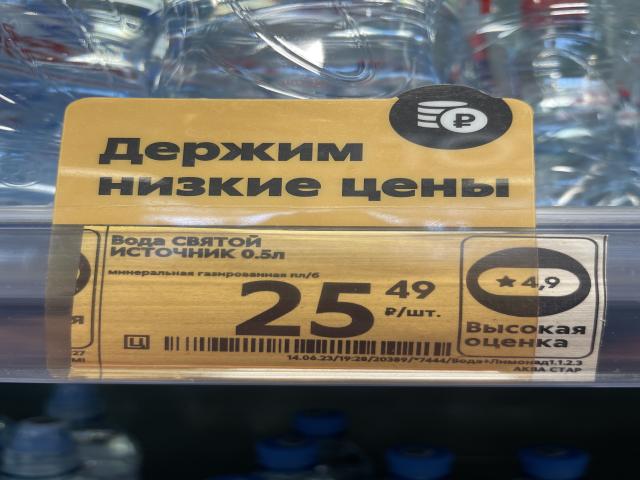 ₽
Держим
низкие цены
Вода СВЯТОЙ
ИСТОЧНИК 0.5л
минеральная газированная пл/б
25 49
₽/шт.
★ 4,9
Высокая
оценка
Ц
14.06.23/19:28/20389/*7444/Вода+Лимонад1.1.2.3
АКВА СТАР
я
27